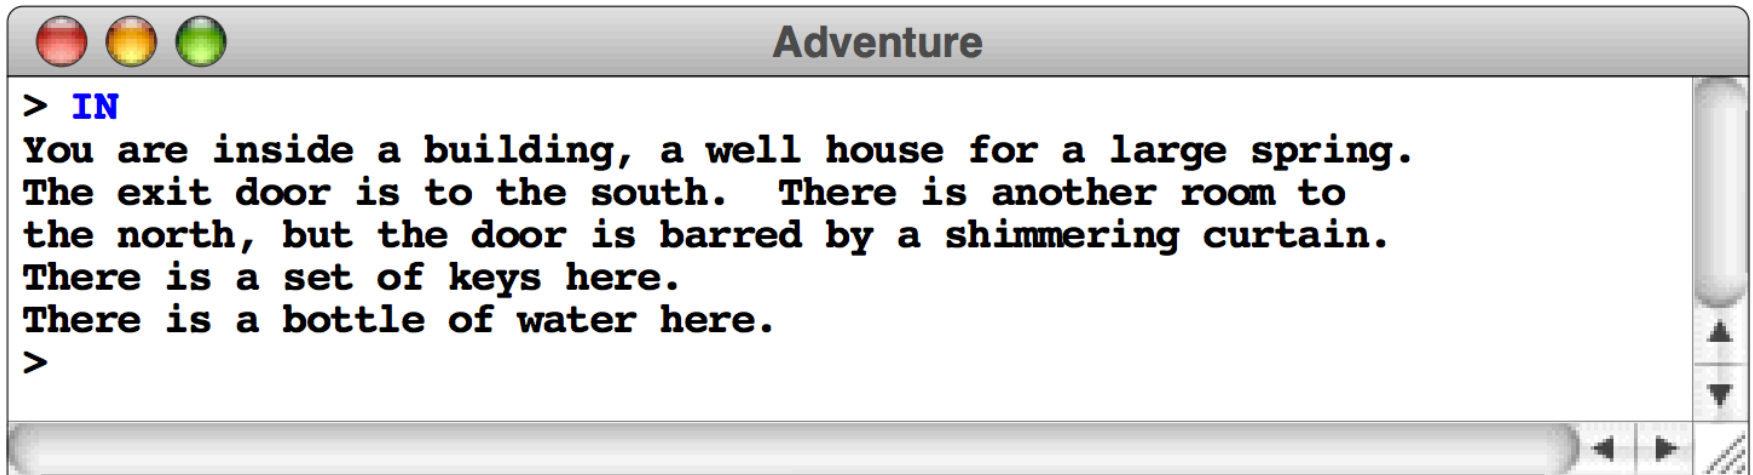 Adventure
> IN
You are inside a building, a well house for a large spring.
The exit door is to the south.  There is another room to
the north, but the door is barred by a shimmering curtain.
There is a set of keys here.
There is a bottle of water here.
>